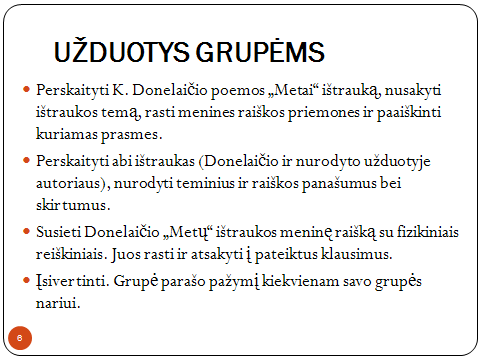 UŽDUOTYS GRUPĖMS
Perskaityti K. Donelaičio poemos „Metai“ ištrauką, nusakyti
ištraukos temą, rasti menines raiškos priemones ir paaiškinti
kuriamas prasmes.
Perskaityti abi ištraukas (Donelaičio ir nurodyto užduotyje
autoriaus), nurodyti teminius ir raiškos panašumus bei
skirtumus.
Susieti Donelaičio „Metų“ ištraukos meninę raišką su fizikiniais
reiškiniais. Juos rasti ir atsakyti į pateiktus klausimus.
Įsivertinti. Grupė parašo pažymį kiekvienam savo grupės
nariui.
6